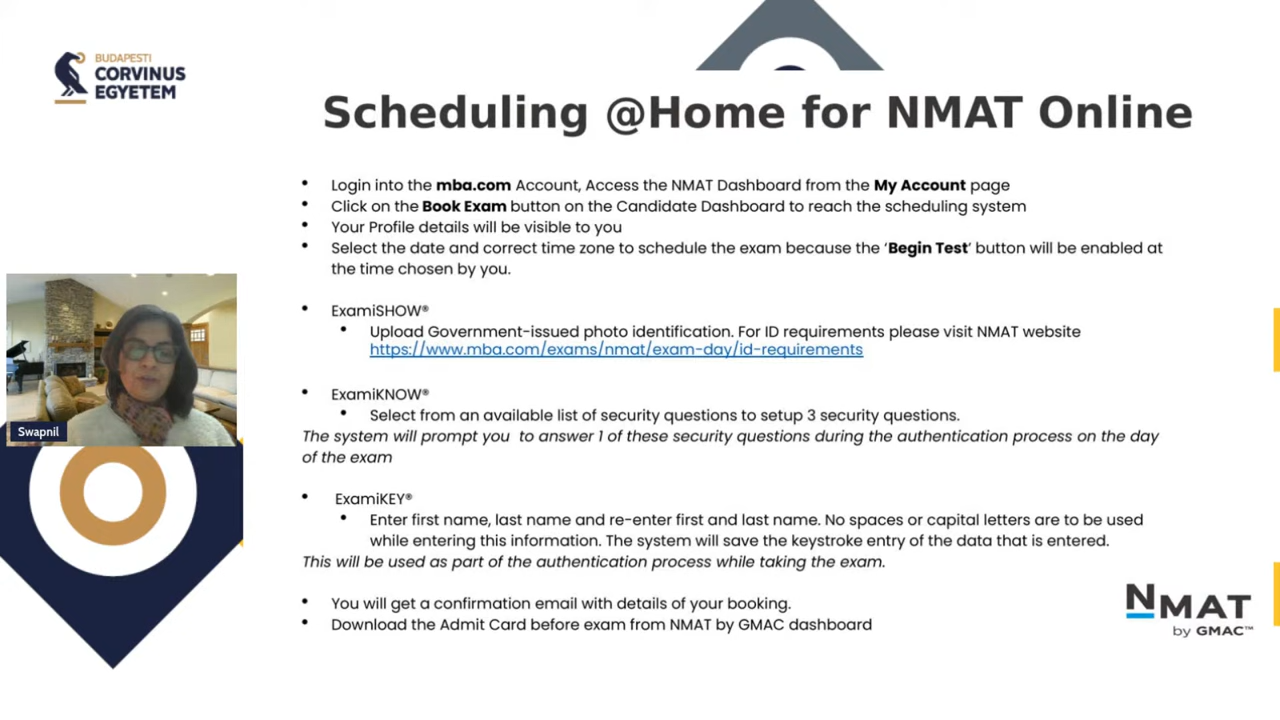 BUDAPESTI
CORVINUS
EGYETEM
Scheduling @Home for NMAT Online
• Login into the mba.com Account, Access the NMAT Dashboard from the My Account page
• Click on the Book Exam button on the Candidate Dashboard to reach the scheduling system
• Your Profile details will be visible to you
• Select the date and correct time zone to schedule the exam because the ‘Begin Test’ button will be enabled at
the time chosen by you.
• ExamiSHOW®
• Upload Government-issued photo identification. For ID requirements please visit NMAT website
https://www.mba.com/exams/nmat/exam-day/id-requirements
• ExamiKNOW®
• Select from an available list of security questions to setup 3 security questions.
The system will prompt you to answer 1 of these security questions during the authentication process on the day
of the exam
• ExamiKEY®
• Enter first name, last name and re-enter first and last name. No spaces or capital letters are to be used
while entering this information. The system will save the keystroke entry of the data that is entered.
This will be used as part of the authentication process while taking the exam.
• You will get a confirmation email with details of your booking.
• Download the Admit Card before exam from NMAT by GMAC dashboard
Swapnil
NMAT
by GMAC™